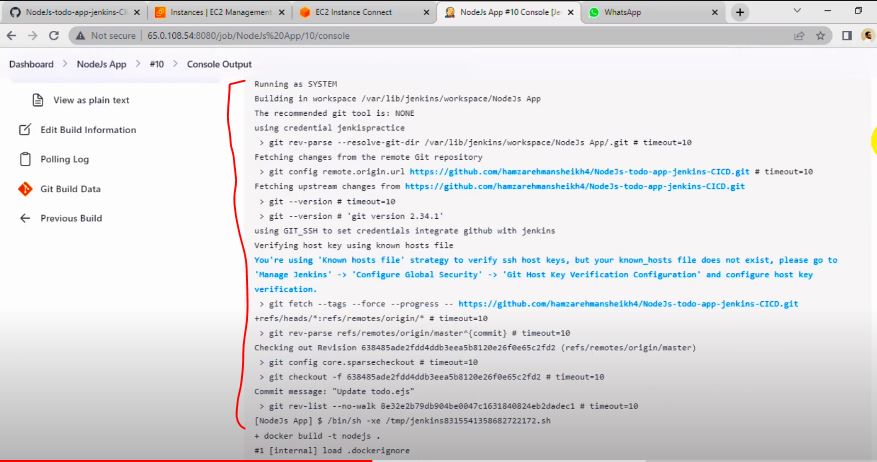 NodeJs-todo-app-jenkins-CI
Instances | EC2 Management
EC2 Instance Connect
NodeJs App #10 Console [Je
WhatsApp
Not secure | 65.0.108.54:8080/job/NodeJs%20App/10/console
Dashboard > NodeJs App > #10 > Console Output
View as plain text
Edit Build Information
Polling Log
Git Build Data
Previous Build
Running as SYSTEM
Building in workspace /var/lib/jenkins/workspace/NodeJs App
The recommended git tool is: NONE
using credential jenkispractice
> git rev-parse --resolve-git-dir /var/lib/jenkins/workspace/NodeJs App/.git # timeout=10
Fetching changes from the remote Git repository
> git config remote.origin.url https://github.com/hamzarehmansheikh4/NodeJs-todo-app-jenkins-CICD.git # timeout=10
Fetching upstream changes from https://github.com/hamzarehmansheikh4/NodeJs-todo-app-jenkins-CICD.git
> git --version # timeout=10
> git --version # 'git version 2.34.1'
using GIT_SSH to set credentials integrate github with jenkins
Verifying host key using known hosts file
You're using 'Known hosts file' strategy to verify ssh host keys, but your known_hosts file does not exist, please go to
'Manage Jenkins' -> 'Configure Global Security' -> 'Git Host Key Verification Configuration' and configure host key
verification.
> git fetch --tags --force --progress -- https://github.com/hamzarehmansheikh4/NodeJs-todo-app-jenkins-CICD.git
+refs/heads/*:refs/remotes/origin/* # timeout=10
> git rev-parse refs/remotes/origin/master^{commit} # timeout=10
Checking out Revision 638485ade2fdd4ddb3eea5b8120e26f0e65c2fd2 (refs/remotes/origin/master)
> git config core.sparsecheckout # timeout=10
> git checkout -f 638485ade2fdd4ddb3eea5b8120e26f0e65c2fd2 # timeout=10
Commit message: "Update todo.ejs"
> git rev-list --no-walk 8e32e2b79db904be0047c1631840824eb2dadec1 # timeout=10
[NodeJs App] $ /bin/sh -xe /tmp/jenkins8315541358682722172.sh
+ docker build -t nodejs .
#1 [internal] load .dockerignore